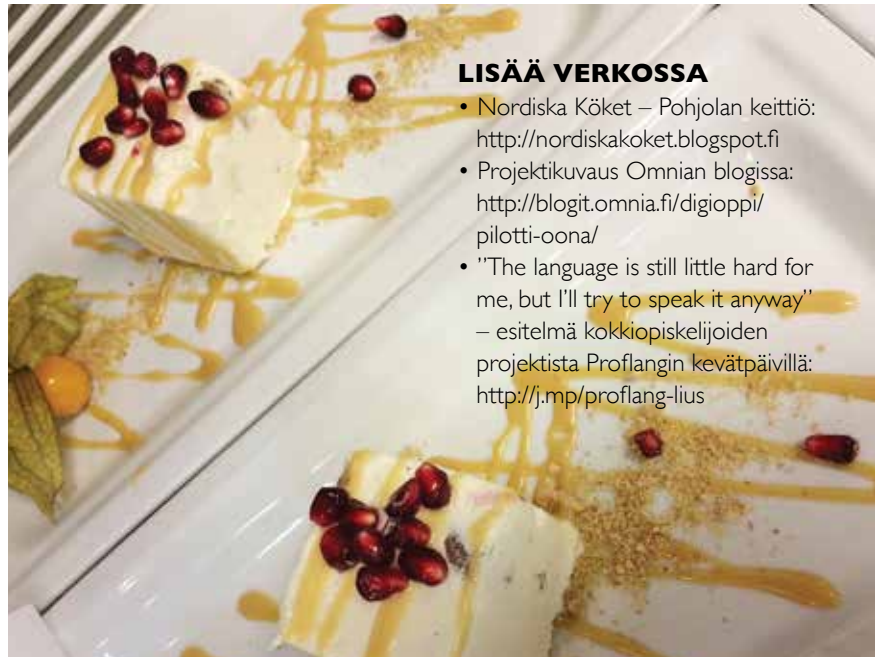 LISÄÄ VERKOSSA
• Nordiska Köket – Pohjolan keittiö:
http://nordiskakoket.blogspot.fi
• Projektikuvaus Omnian blogissa:
http://blogit.omnia.fi/digioppi/
pilotti-oona/
• ”The language is still little hard for
me, but I’ll try to speak it anyway”
– esitelmä kokkiopiskelijoiden
projektista Proflangin kevätpäivillä:
http://j.mp/proflang-lius